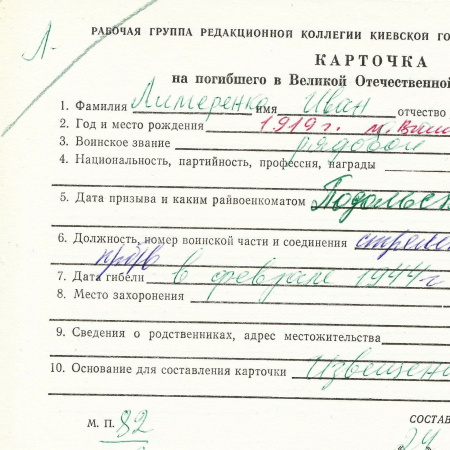 Л-
РАБОЧАЯ ГРУППА РЕДАКЦИОННОЙ КОЛЛЕГИИ КИЕВСКОЙ ГО
КАРТОЧКА
на погибшего в Великой Отечественной
1. Фамилия Лимаренко имя Иван отчество
2. Год и место рождения 1919 г. м.
3. Воинское звание рядовой
4. Национальность, партийность, профессия, награды
5. Дата призыва и каким райвоенкоматом Подольск
6. Должность, номер воинской части и соединения стрелок
7. Дата гибели в феврале 1944 г
8. Место захоронения
9. Сведения о родственниках, адрес местожительства
10. Основание для составления карточки Извещени
М. П. 82 СОСТАВ
"24